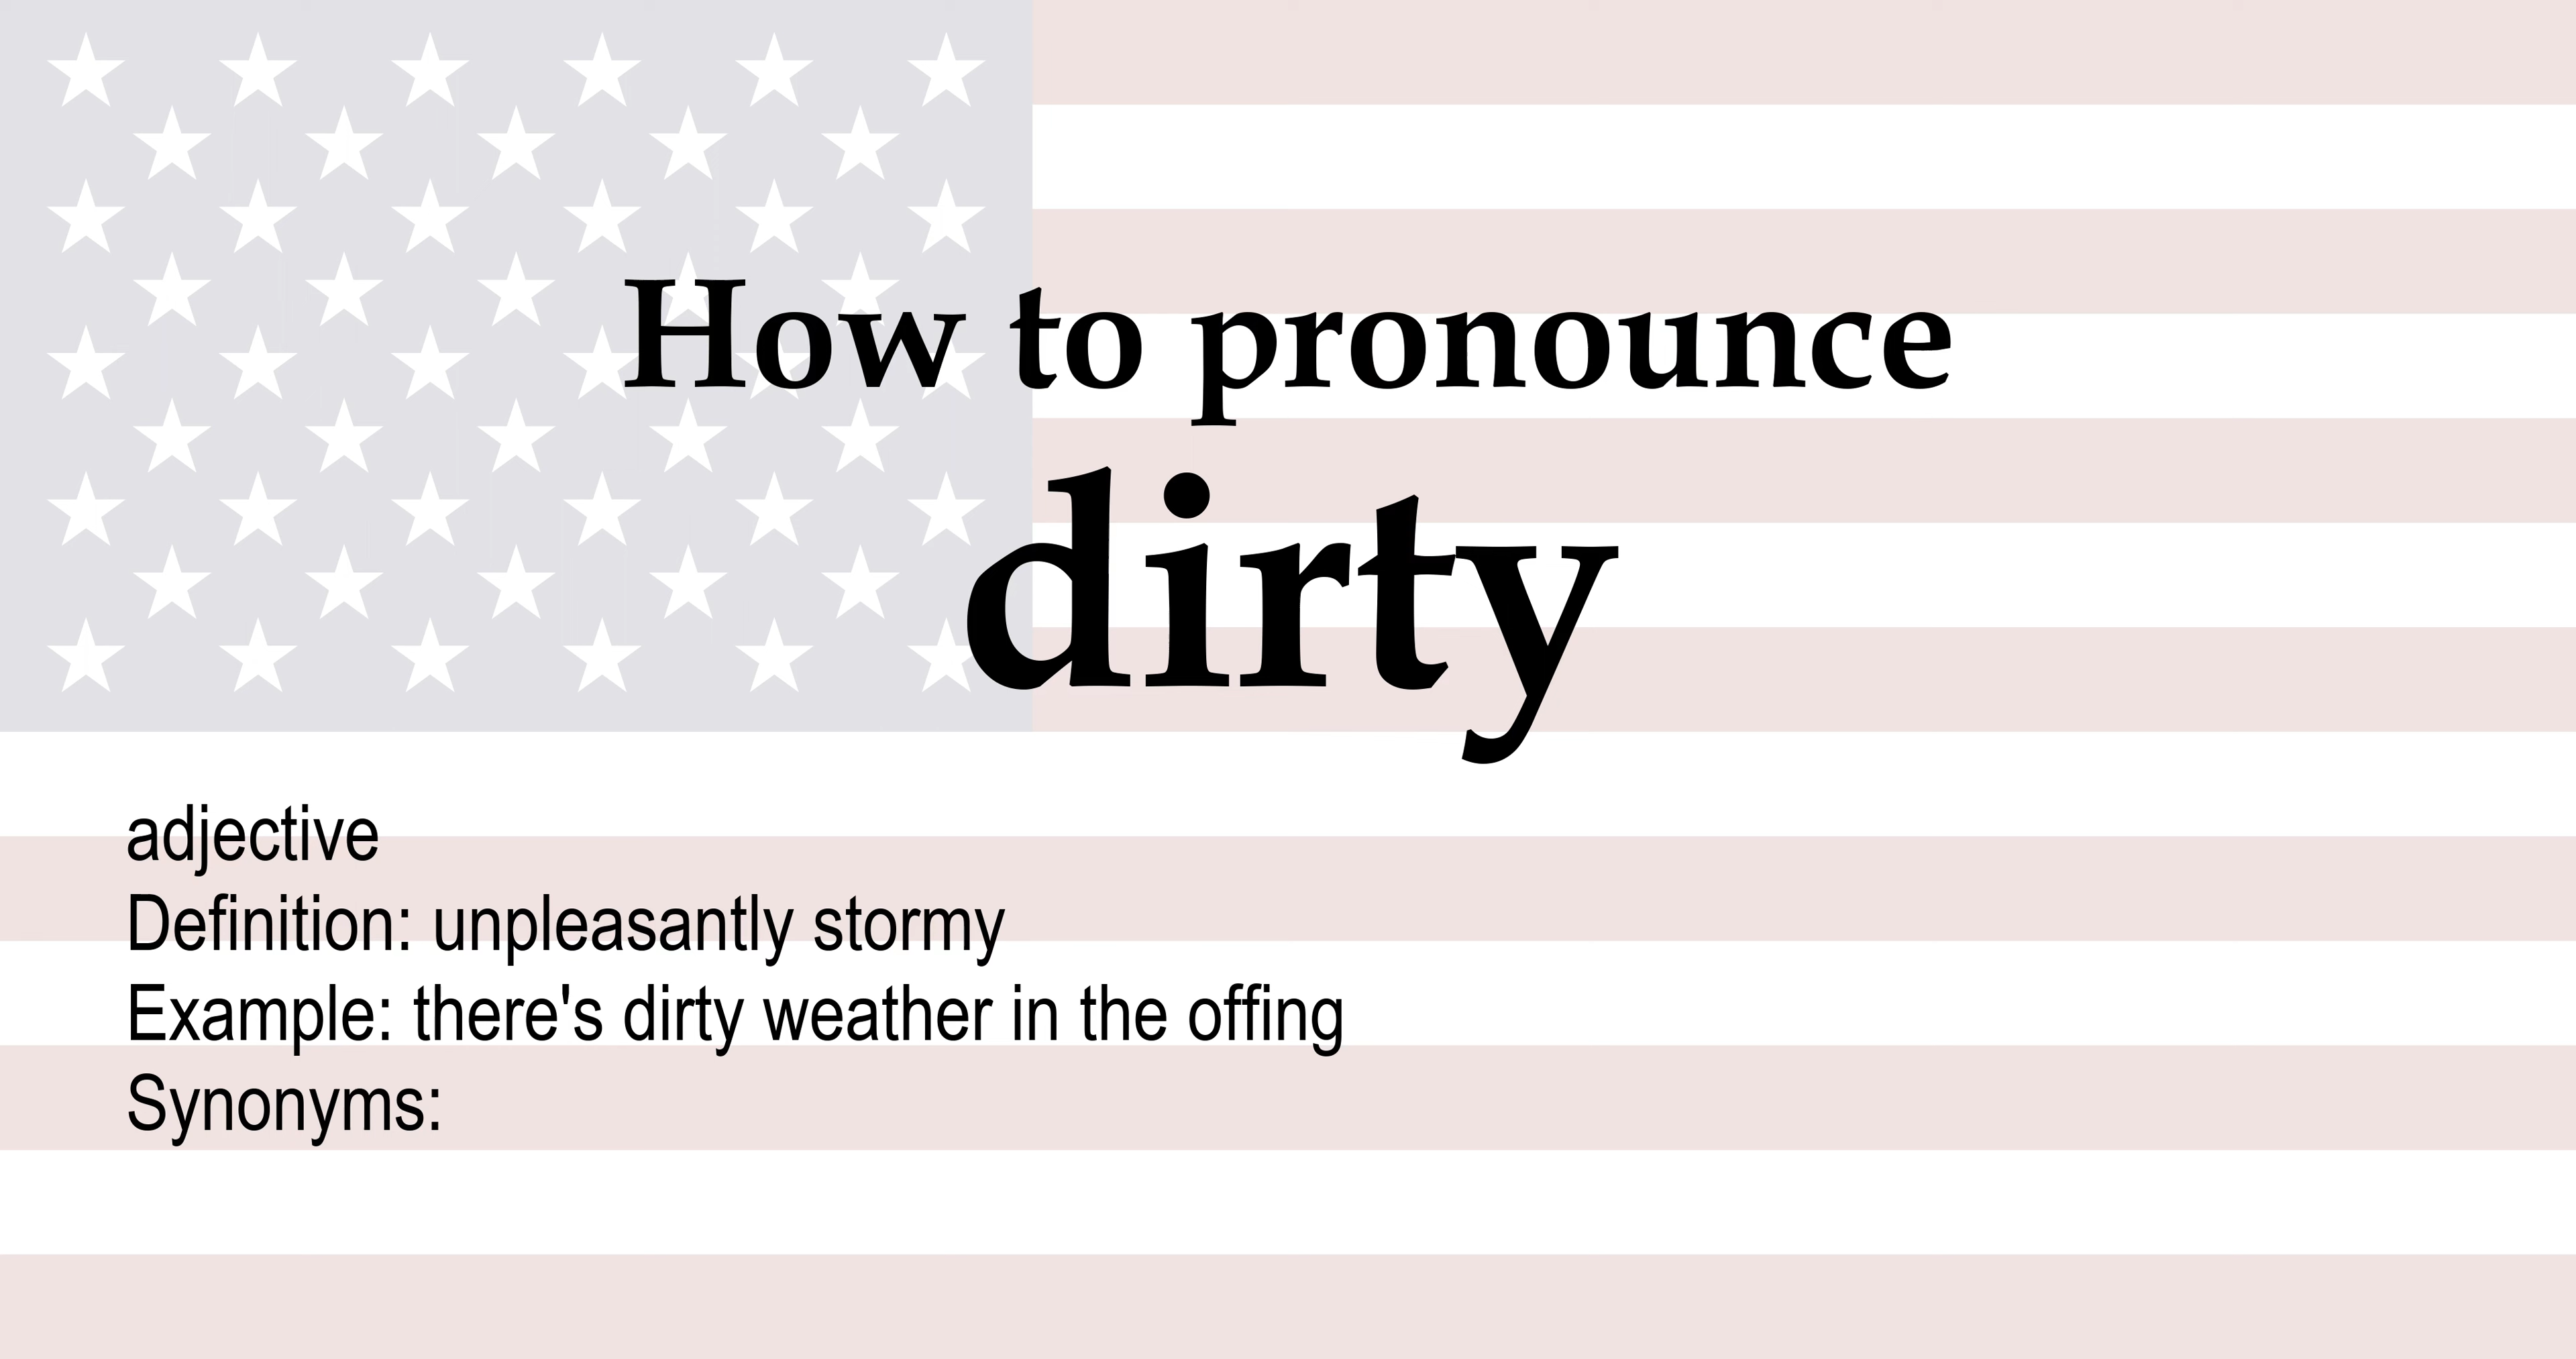 How to pronounce
dirty
adjective
Definition: unpleasantly stormy
Example: there's dirty weather in the offing
Synonyms: